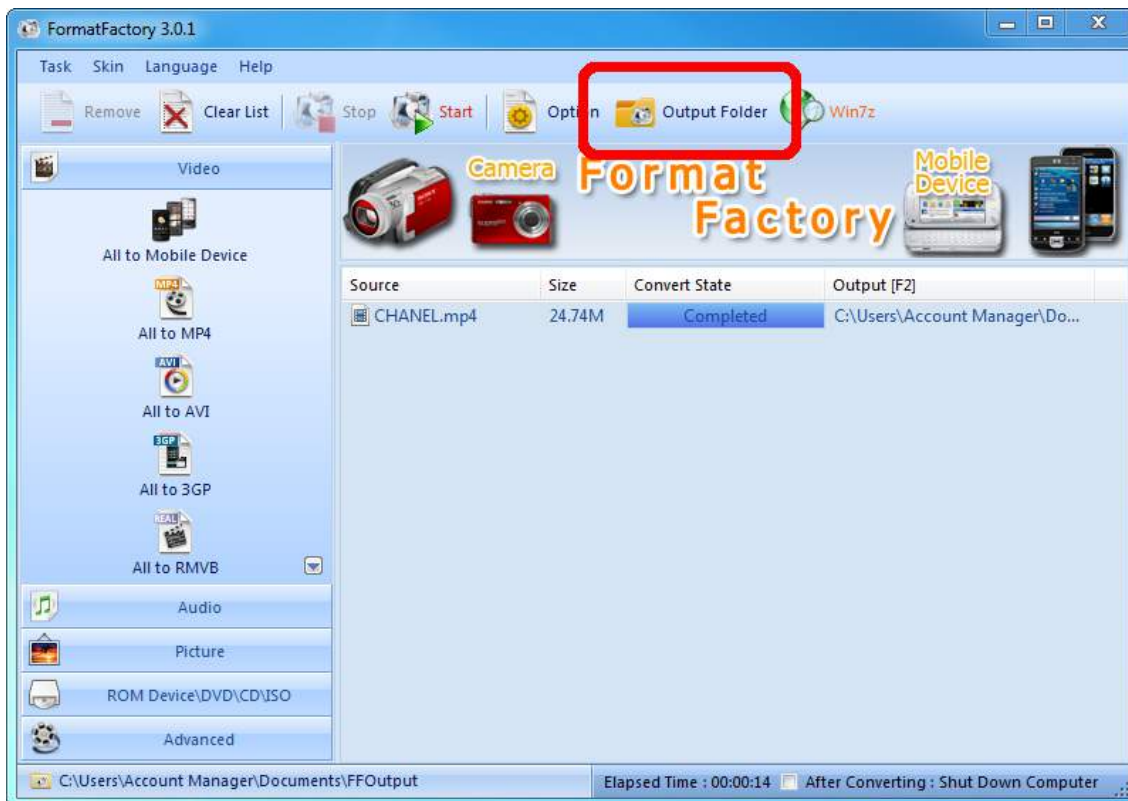 FormatFactory 3.0.1
Task Skin Language Help
Remove Clear List Stop Start Option Output Folder Win7z
Video
All to Mobile Device
MP4
All to MP4
AVI
All to AVI
3GP
All to 3GP
REAL
All to RMVB
Audio
Picture
ROM Device\DVD\CD\ISO
Advanced
Camera
Format
Factory
Mobile
Device
Source Size Convert State Output [F2]
CHANEL.mp4 24.74M Completed C:\Users\Account Manager\Do...
C:\Users\Account Manager\Documents\FFOutput Elapsed Time : 00:00:14 After Converting : Shut Down Computer